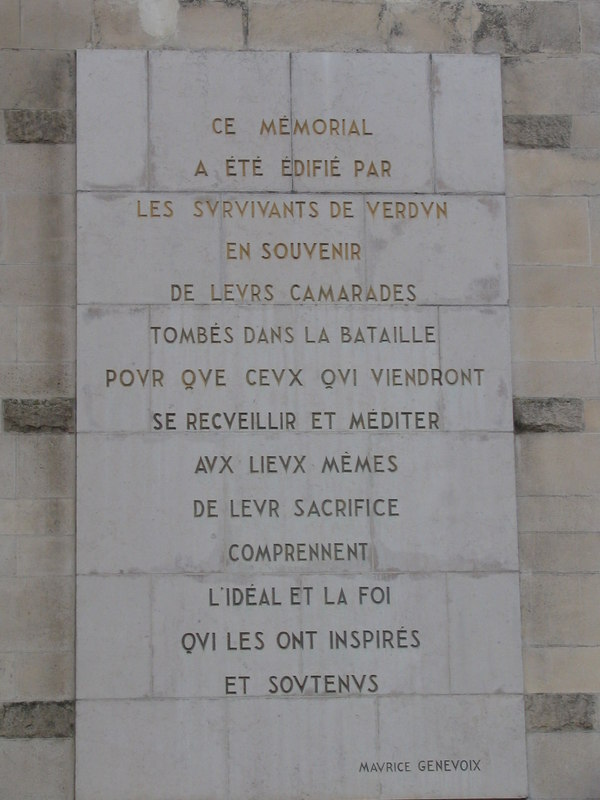 CE MÉMORIAL
A ÉTÉ ÉDIFIÉ PAR
LES SVRVIVANTS DE VERDVN
EN SOUVENIR
DE LEVRS CAMARADES
TOMBÉS DANS LA BATAILLE
POVR QVE CEVX QVI VIENDRONT
SE RECVEILLIR ET MÉDITER
AVX LIEVX MÊMES
DE LEVR SACRIFICE
COMPRENNENT
L'IDÉAL ET LA FOI
QVI LES ONT INSPIRÉS
ET SOVTENVS
MAVRICE GENEVOIX